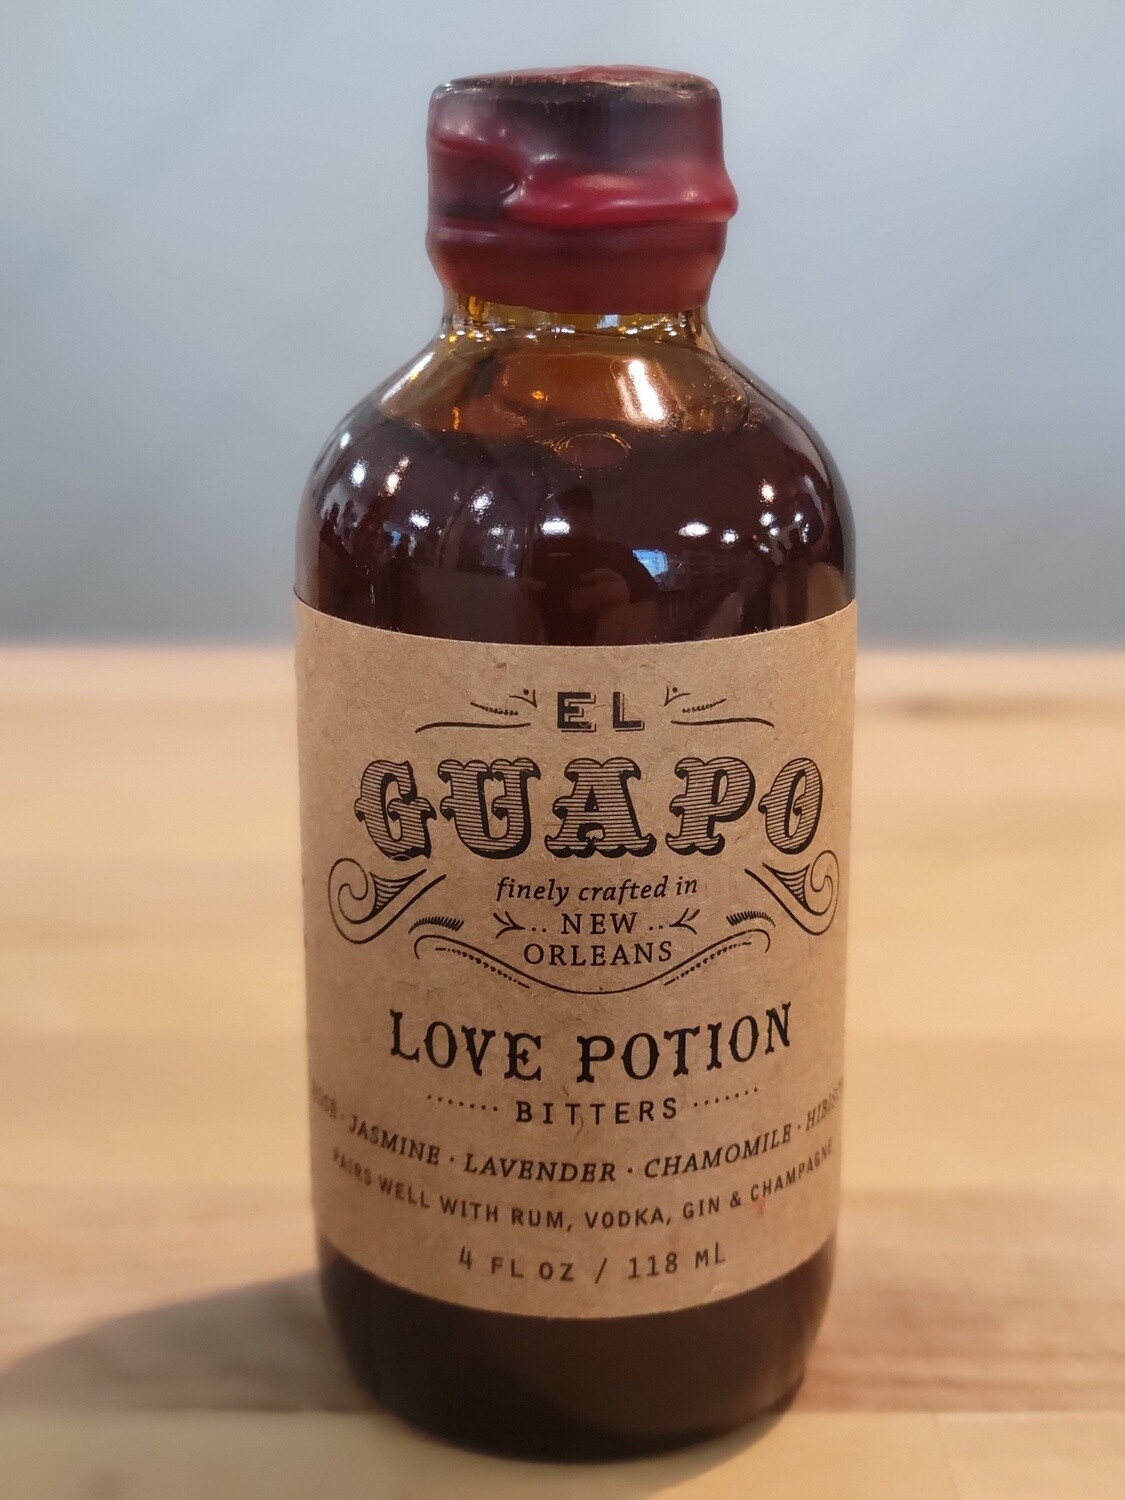 EL
GUAPO
finely crafted in
NEW
ORLEANS
LOVE POTION
BITTERS
ROSE · JASMINE · LAVENDER · CHAMOMILE ·
PAIRS WELL WITH RUM, VODKA, GIN & CHAMPAGNE
4 FL OZ / 118 ML